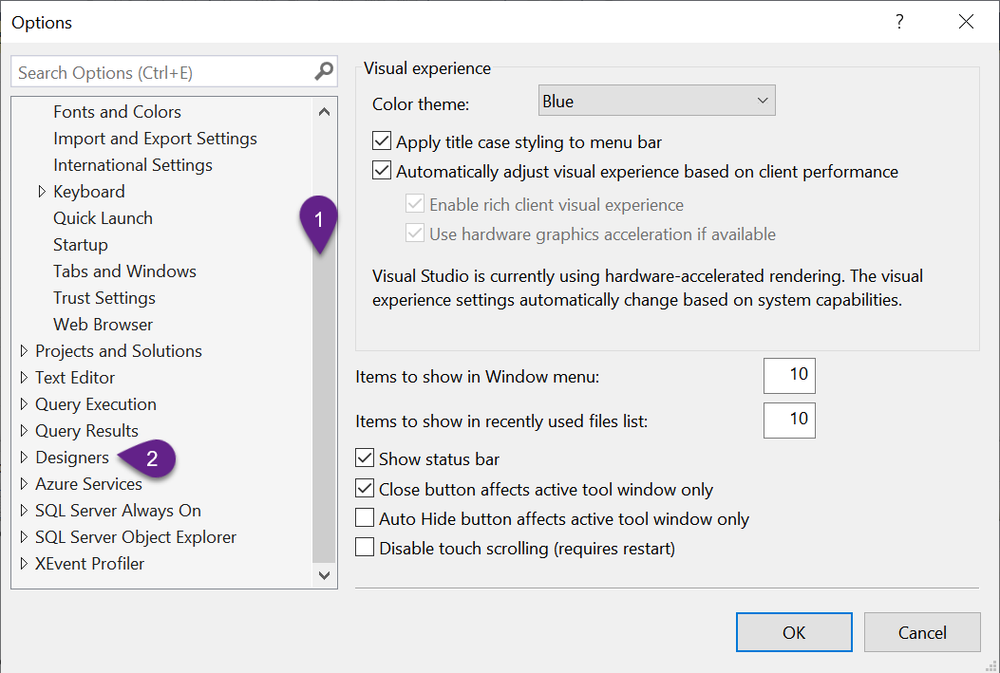 Options
?
Search Options (Ctrl+E)
Fonts and Colors
Import and Export Settings
International Settings
Keyboard
Quick Launch
Startup
Tabs and Windows
Trust Settings
Web Browser
Projects and Solutions
Text Editor
Query Execution
Query Results
Designers
Azure Services
SQL Server Always On
SQL Server Object Explorer
XEvent Profiler
1
2
Visual experience
Color theme: Blue
Apply title case styling to menu bar
Automatically adjust visual experience based on client performance
Enable rich client visual experience
Use hardware graphics acceleration if available
Visual Studio is currently using hardware-accelerated rendering. The visual
experience settings automatically change based on system capabilities.
Items to show in Window menu: 10
Items to show in recently used files list: 10
Show status bar
Close button affects active tool window only
Auto Hide button affects active tool window only
Disable touch scrolling (requires restart)
OK Cancel